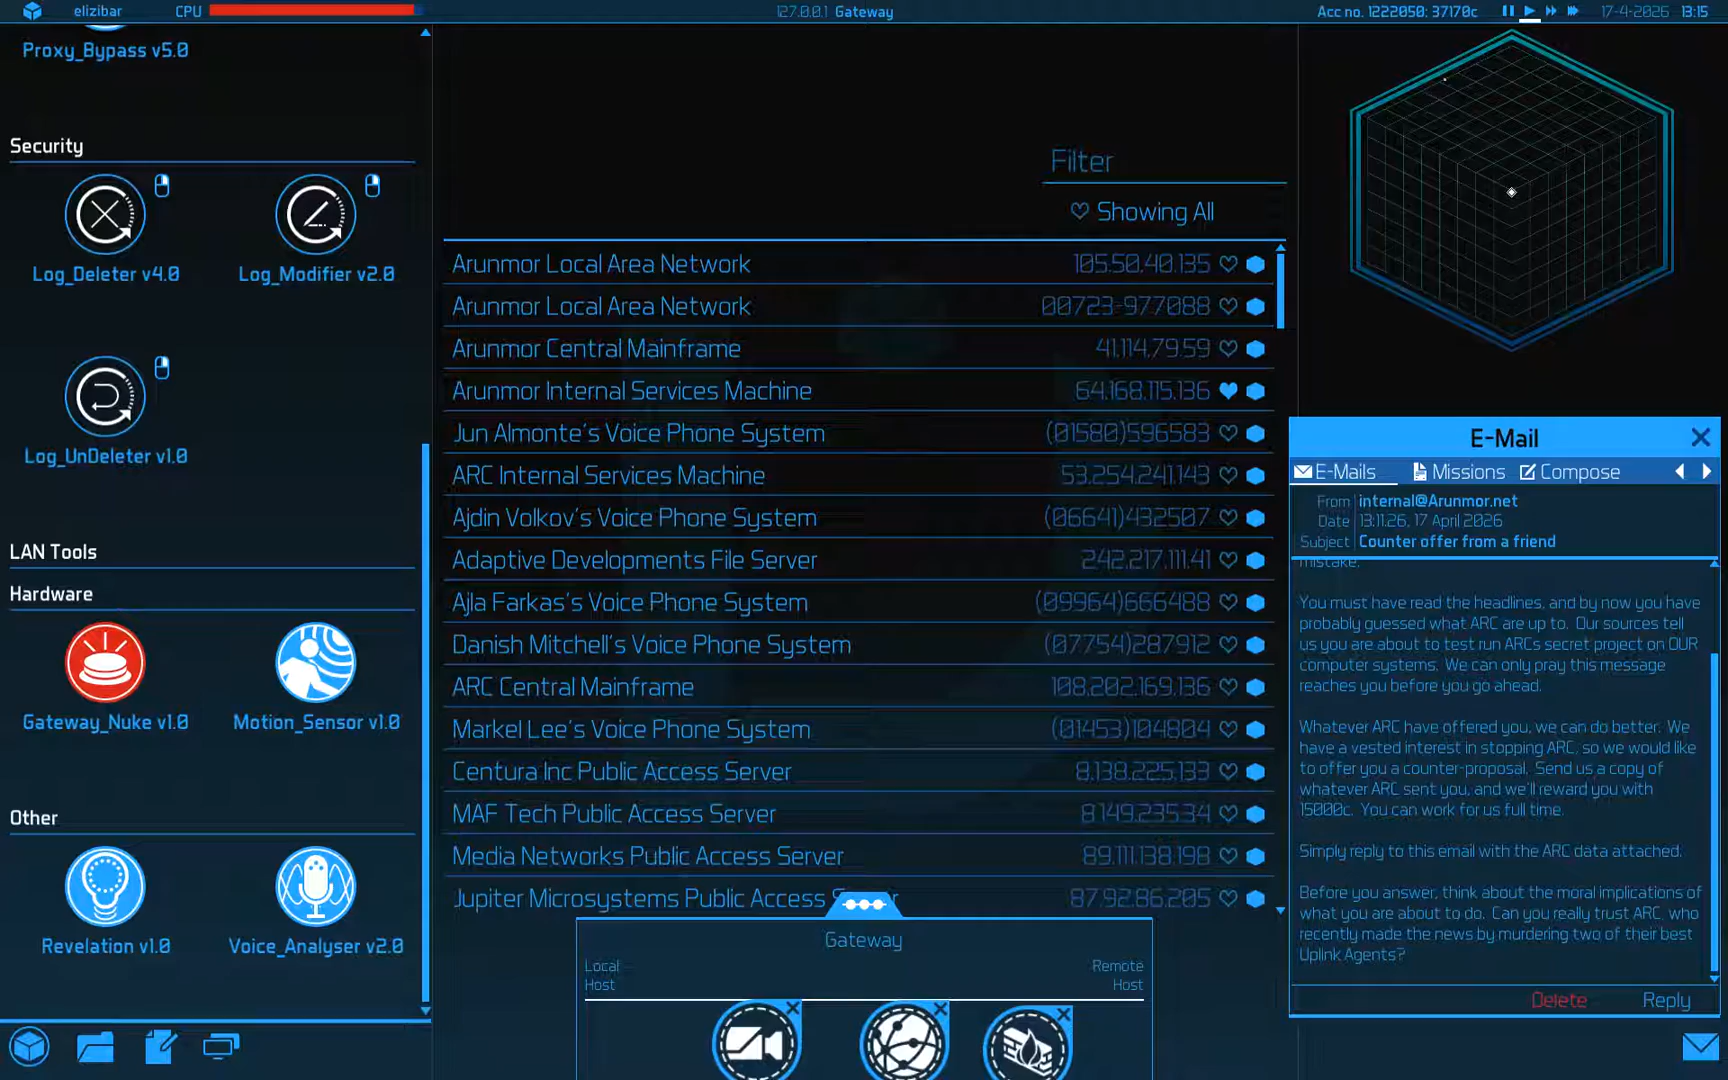 elizibar
CPU
127.0.0.1 Gateway
Acc no. 1222050: 37170c
17-4-2026 13:15
Proxy_Bypass v5.0
Security
Log_Deleter v4.0
Log_Modifier v2.0
Log_UnDeleter v1.0
LAN Tools
Hardware
Gateway_Nuke v1.0
Motion_Sensor v1.0
Other
Revelation v1.0
Voice_Analyser v2.0
Filter
Showing All
Arunmor Local Area Network 105.50.40.135
Arunmor Local Area Network 00723-977088
Arunmor Central Mainframe 41.114.79.59
Arunmor Internal Services Machine 64.168.115.136
Jun Almonte's Voice Phone System (01580)596583
ARC Internal Services Machine 53.254.241.143
Ajdin Volkov's Voice Phone System (06641)432507
Adaptive Developments File Server 242.217.111.41
Ajla Farkas's Voice Phone System (09964)666488
Danish Mitchell's Voice Phone System (07754)287912
ARC Central Mainframe 108.202.169.136
Markel Lee's Voice Phone System (01453)104804
Centura Inc Public Access Server 8.138.225.133
MAF Tech Public Access Server 8.149.235.34
Media Networks Public Access Server 89.111.138.198
Jupiter Microsystems Public Access 87.92.86.205
Gateway
Local Host
Remote Host
E-Mail
E-Mails Missions Compose
From internal@Arunmor.net
Date 13:11.26, 17 April 2026
Subject Counter offer from a friend
mistake.
You must have read the headlines, and by now you have
probably guessed what ARC are up to. Our sources tell
us you are about to test run ARCs secret project on OUR
computer systems. We can only pray this message
reaches you before you go ahead.
Whatever ARC have offered you, we can do better. We
have a vested interest in stopping ARC, so we would like
to offer you a counter-proposal. Send us a copy of
whatever ARC sent you, and we'll reward you with
15000c. You can work for us full time.
Simply reply to this email with the ARC data attached.
Before you answer, think about the moral implications of
what you are about to do. Can you really trust ARC, who
recently made the news by murdering two of their best
Uplink Agents?
Delete Reply